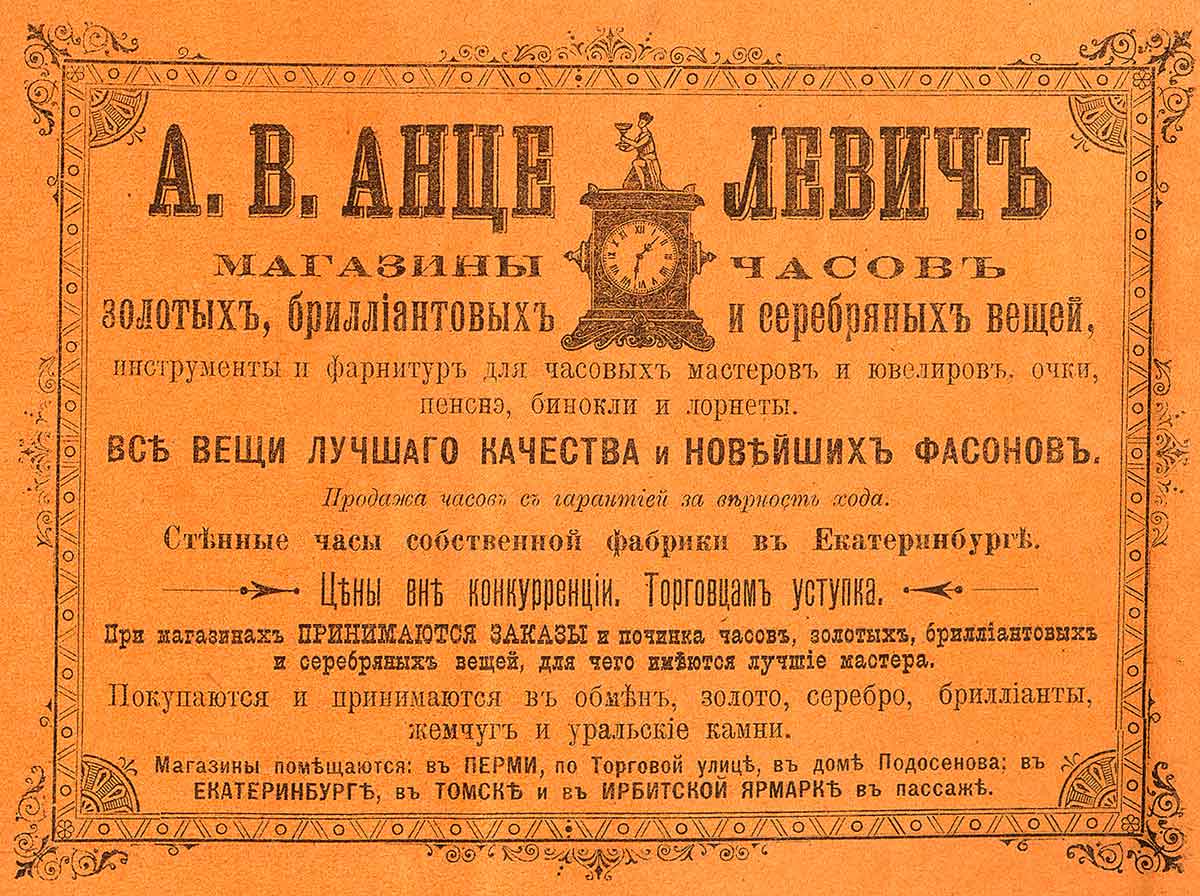 А. В. АНЦЕ ЛЕВИЧЪ
МАГАЗИНЫ ЧАСОВЪ
золотыхъ, брилліантовыхъ и серебряныхъ вещей,
инструменты и фарнитуръ для часовыхъ мастеровъ и ювелировъ, очки,
пенснэ, бинокли и лорнеты.
ВСѢ ВЕЩИ ЛУЧШАГО КАЧЕСТВА и НОВѢЙШИХЪ ФАСОНОВЪ.
Продажа часовъ съ гарантіей за вѣрность хода.
Стѣнные часы собственной фабрики въ Екатеринбургѣ.
Цѣны внѣ конкурренціи. Торговцамъ уступка.
При магазинахъ ПРИНИМАЮТСЯ ЗАКАЗЫ и починка часовъ, золотыхъ, брилліантовыхъ
и серебряныхъ вещей, для чего имѣются лучшіе мастера.
Покупаются и принимаются въ обмѣнъ, золото, серебро, брилліанты,
жемчугъ и уральскіе камни.
Магазины помѣщаются: въ ПЕРМИ, по Торговой улицѣ, въ домѣ Подосенова; въ
ЕКАТЕРИНБУРГѢ, въ ТОМСКѢ и въ ИРБИТСКОЙ ЯРМАРКѢ въ пассажѣ.